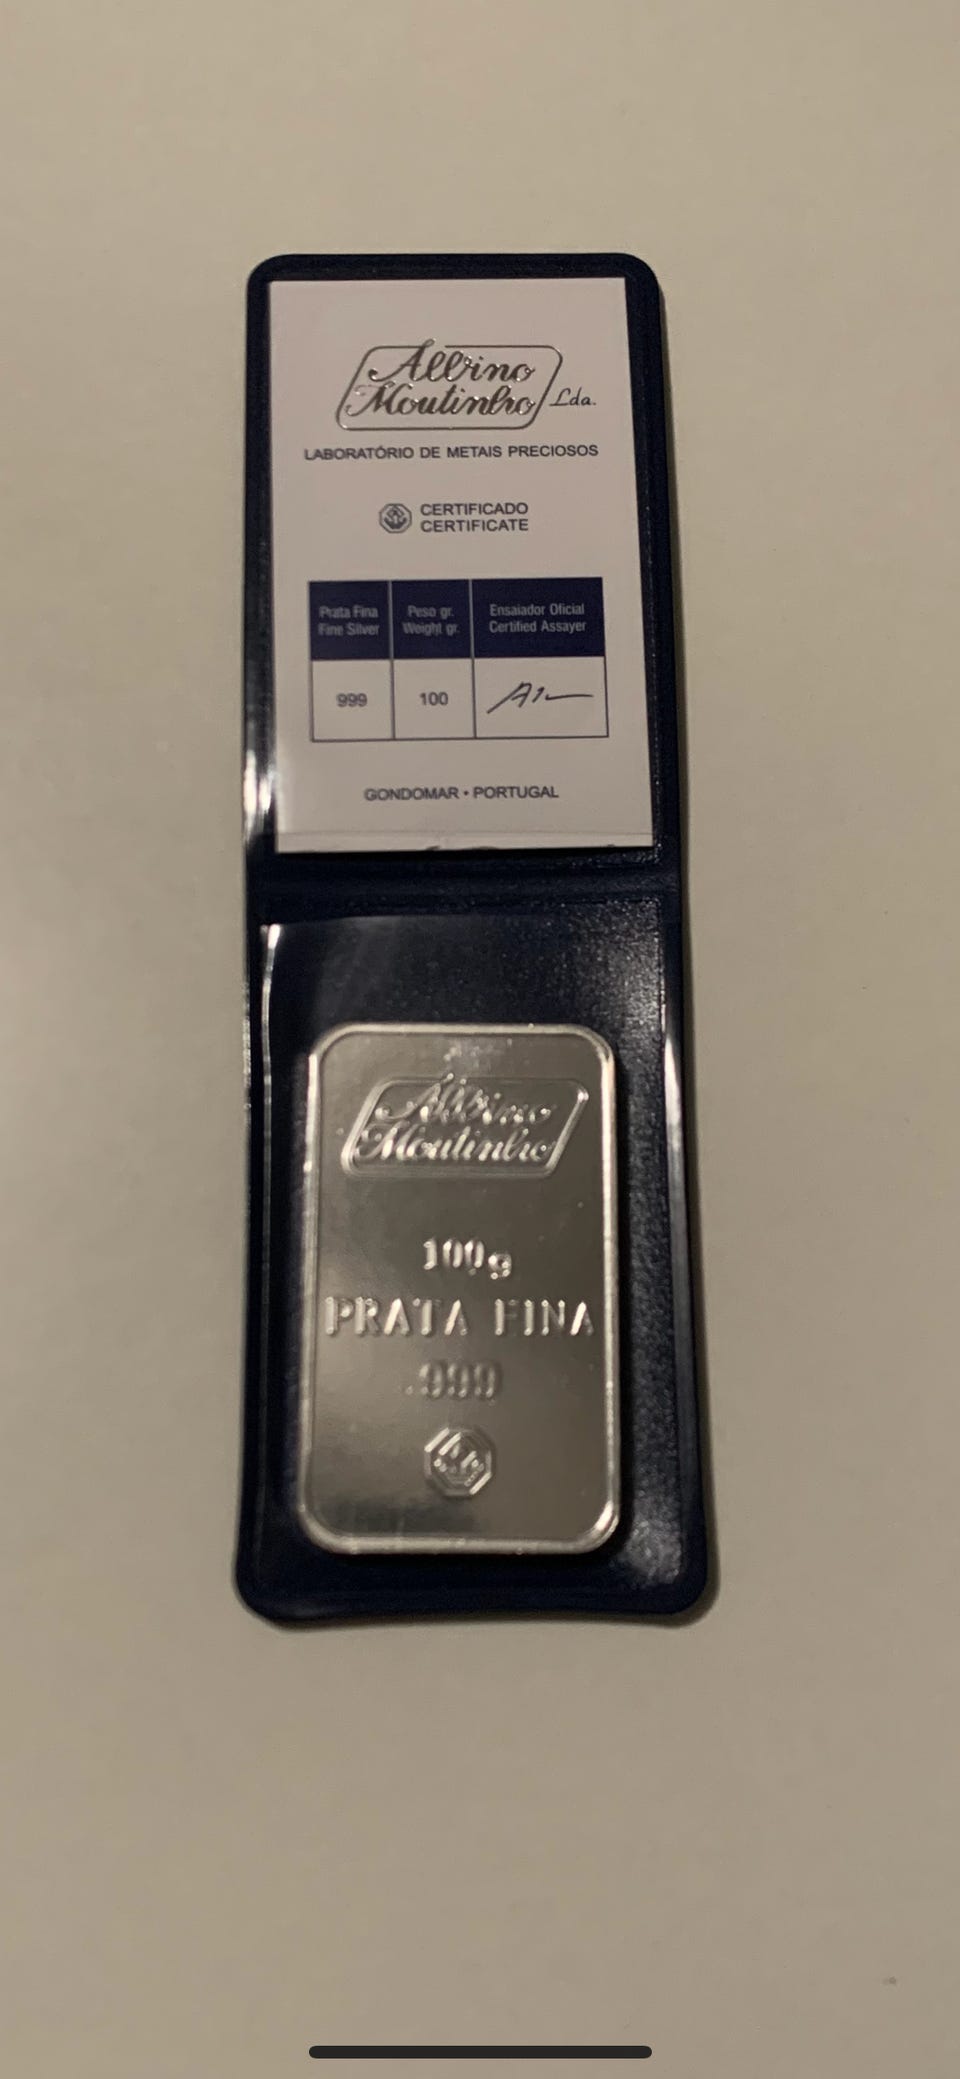 Albino
Moutinho Lda.
LABORATÓRIO DE METAIS PRECIOSOS
CERTIFICADO
CERTIFICATE
Prata Fina
Fine Silver
Peso gr.
Weight gr.
Ensaiador Oficial
Certified Assayer
999
100
GONDOMAR • PORTUGAL
Albino
Moutinho
100g
PRATA FINA
.999